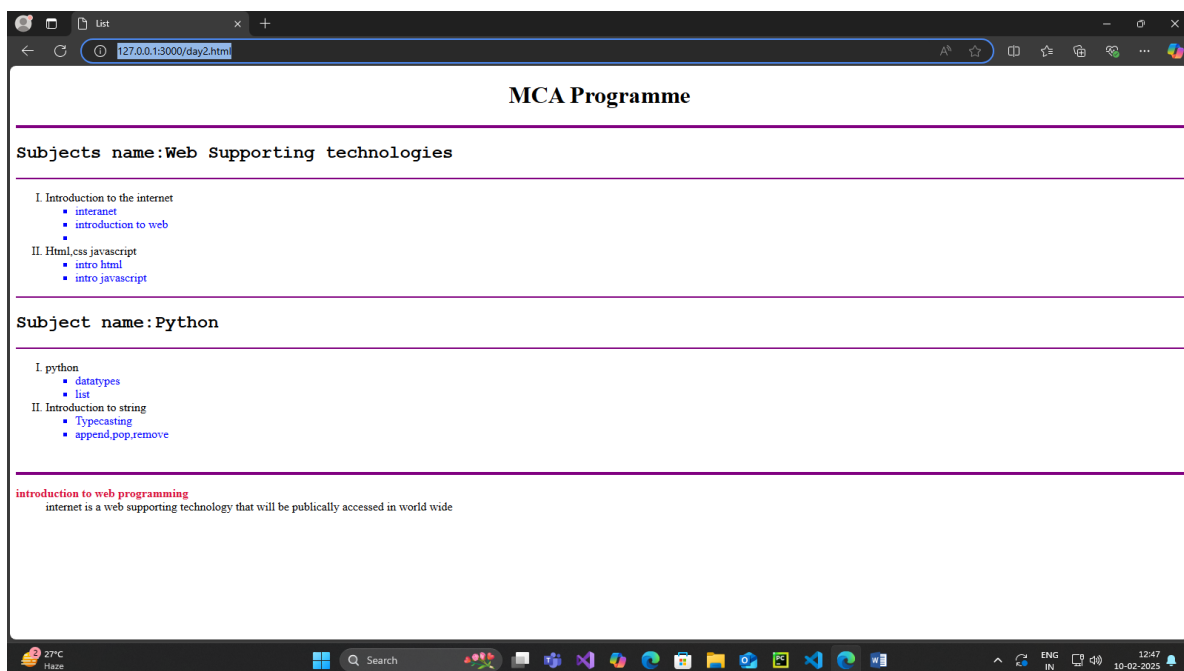 List
127.0.0.1:3000/day2.html
MCA Programme
Subjects name:Web Supporting technologies
I. Introduction to the internet
interanet
introduction to web
II. Html,css javascript
intro html
intro javascript
Subject name:Python
I. python
datatypes
list
II. Introduction to string
Typecasting
append,pop,remove
introduction to web programming
internet is a web supporting technology that will be publically accessed in world wide
2
27°C
Haze
Search
ENG
IN
12:47
10-02-2025